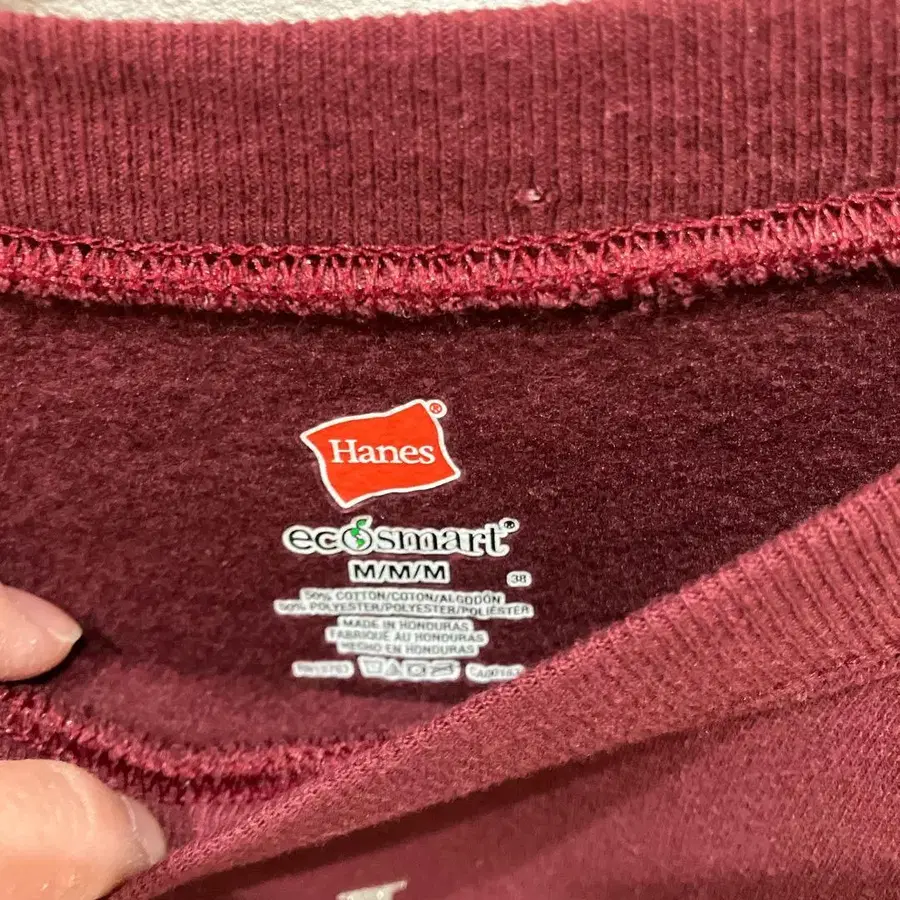 Hanes®
ecosmart®
M/M/M
38
50% COTTON/COTON/ALGODÓN
50% POLYESTER/POLYESTER/POLIÉSTER
MADE IN HONDURAS
FABRIQUÉ AU HONDURAS
HECHO EN HONDURAS
RN15763